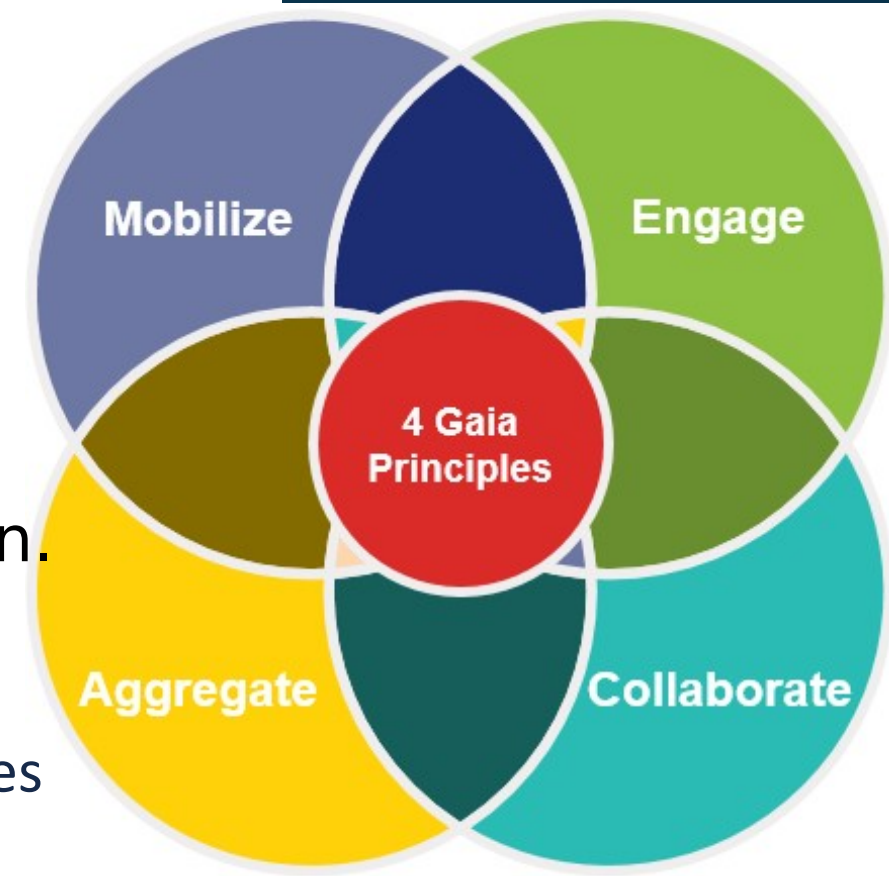 Mobilize
Engage
4 Gaia
Principles
n.
Aggregate
Collaborate
es